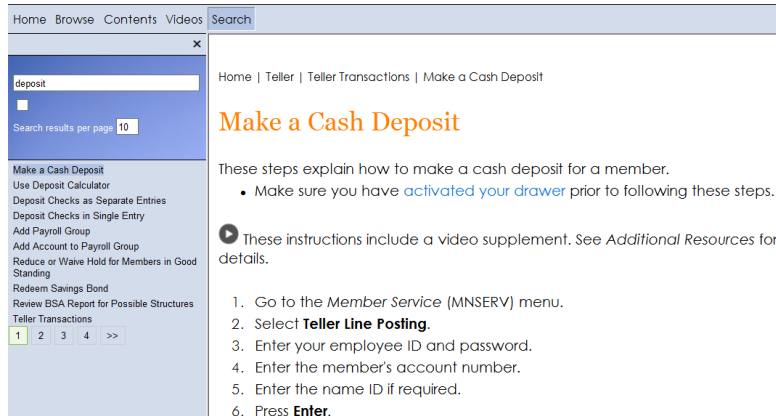 Home Browse Contents Videos Search
×
deposit
Search results per page 10
Make a Cash Deposit
Use Deposit Calculator
Deposit Checks as Separate Entries
Deposit Checks in Single Entry
Add Payroll Group
Add Account to Payroll Group
Reduce or Waive Hold for Members in Good
Standing
Redeem Savings Bond
Review BSA Report for Possible Structures
Teller Transactions
1 2 3 4 >>
Home | Teller | Teller Transactions | Make a Cash Deposit
Make a Cash Deposit
These steps explain how to make a cash deposit for a member.
• Make sure you have activated your drawer prior to following these steps.
These instructions include a video supplement. See Additional Resources for
details.
1. Go to the Member Service (MNSERV) menu.
2. Select Teller Line Posting.
3. Enter your employee ID and password.
4. Enter the member's account number.
5. Enter the name ID if required.
6. Press Enter.